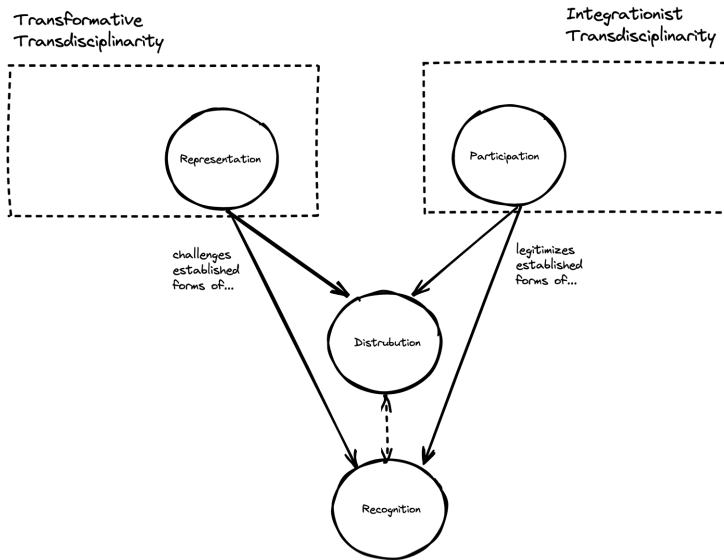 Transformative
Transdisciplinarity
Integrationist
Transdisciplinarity
Representation
Participation
challenges
established
forms of...
legitimizes
established
forms of...
Distrubution
Recognition